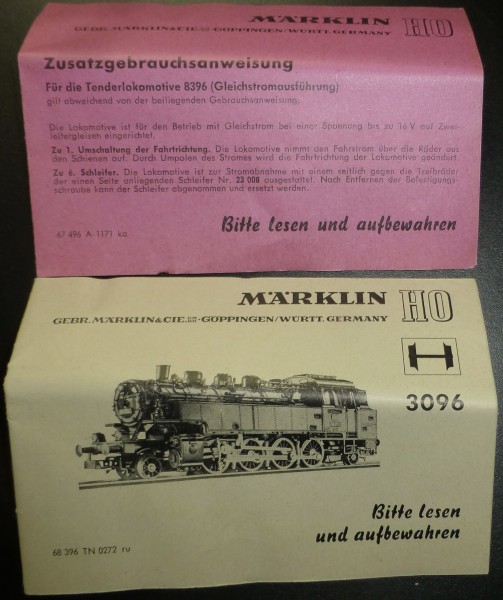 MÄRKLIN HO
GEBR. MÄRKLIN & CIE. GMBH · GÖPPINGEN/WÜRTT. GERMANY
Zusatzgebrauchsanweisung
Für die Tenderlokomotive 8396 (Gleichstromausführung)
gilt abweichend von der beiliegenden Gebrauchsanweisung:
Die Lokomotive ist für den Betrieb mit Gleichstrom bei einer Spannung bis zu 16 V auf Zwei-
leitergleisen eingerichtet.
Zu 1. Umschaltung der Fahrtrichtung. Die Lokomotive nimmt den Fahrstrom über die Räder aus
den Schienen auf. Durch Umpolen des Stromes wird die Fahrtrichtung der Lokomotive geändert.
Zu 6. Schleifer. Die Lokomotive ist zur Stromabnahme mit einem seitlich gegen die Treibräder
der einen Seite anliegenden Schleifer Nr. 23 008 ausgestattet. Nach Entfernen der Befestigungs-
schraube kann der Schleifer abgenommen und ersetzt werden.
Bitte lesen und aufbewahren
67 496 A 1171 ka
MÄRKLIN HO
GEBR. MÄRKLIN & CIE. GMBH · GÖPPINGEN/WÜRTT. GERMANY
3096
Bitte lesen
und aufbewahren
68 396 TN 0272 ru